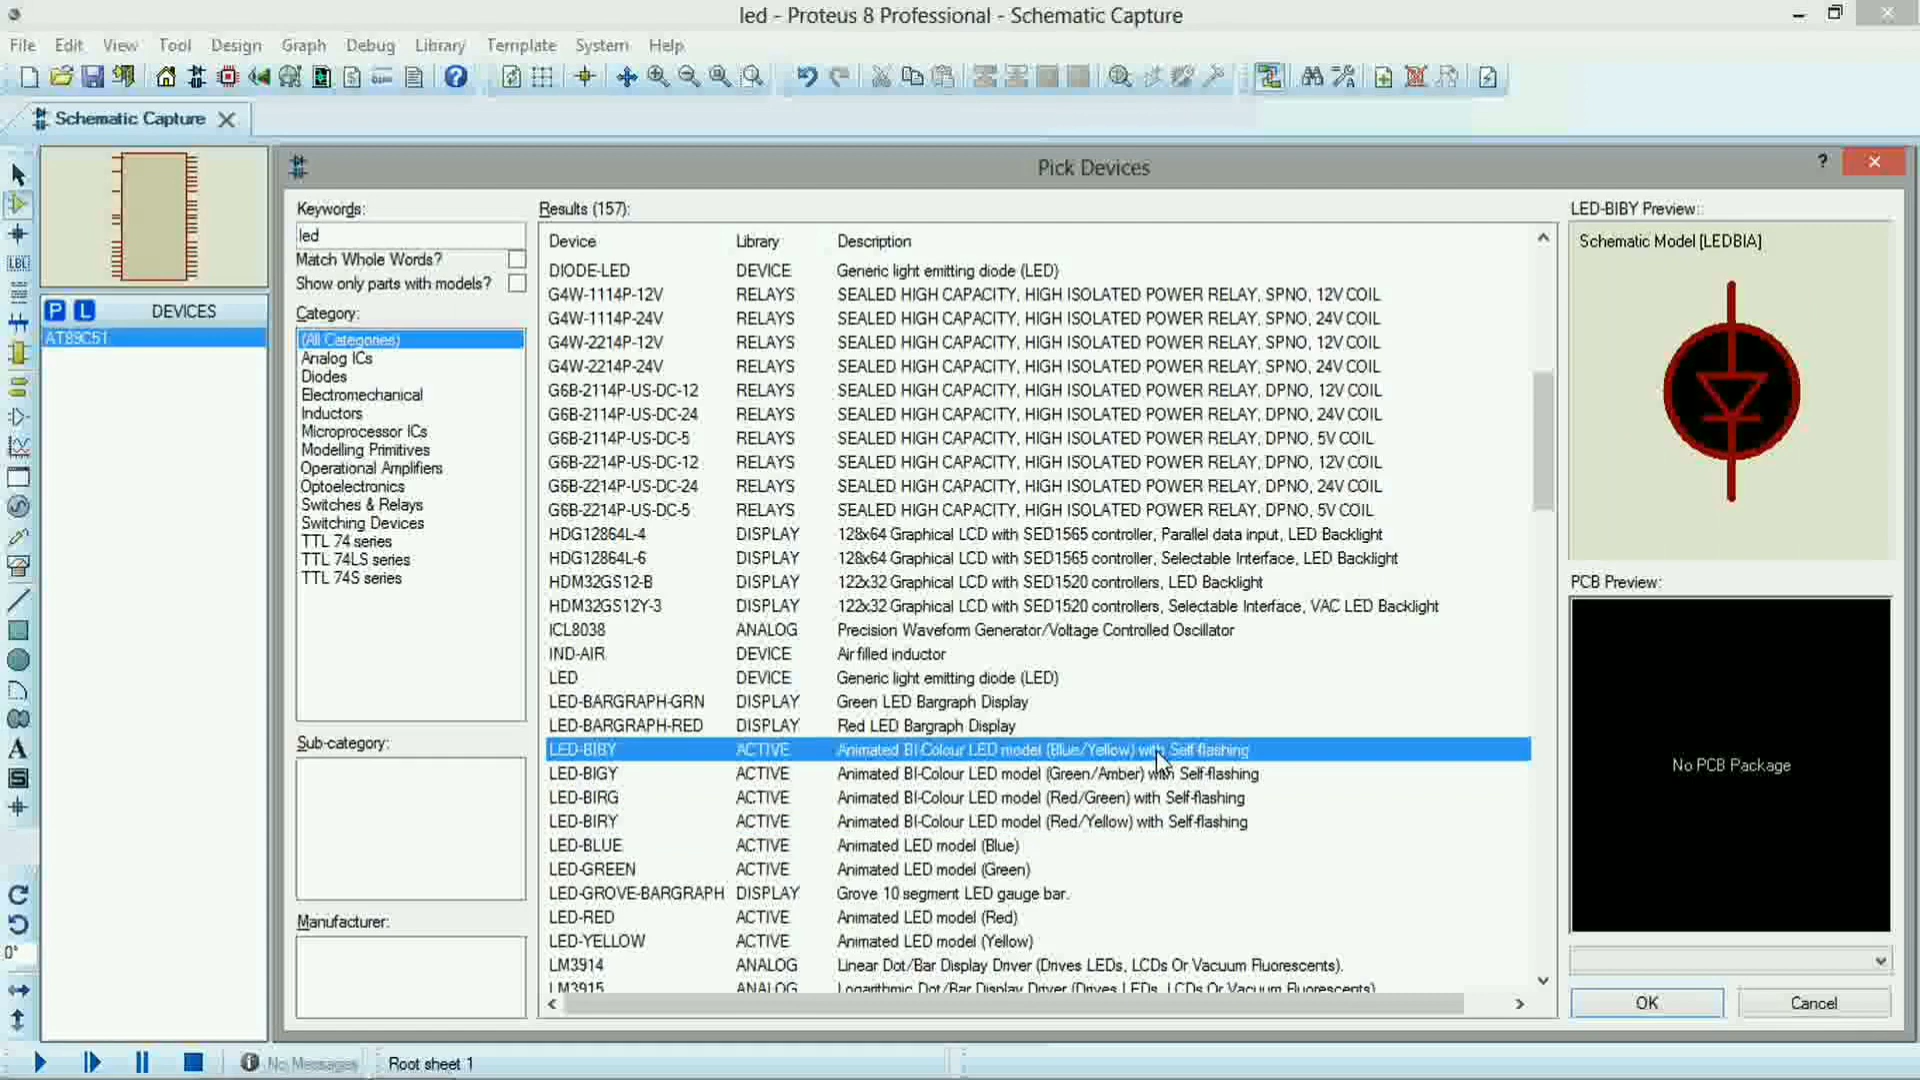 led - Proteus 8 Professional - Schematic Capture
File Edit View Tool Design Graph Debug Library Template System Help
Schematic Capture
Pick Devices
?
P L DEVICES
AT89C51
LBL
A
S
0°
Keywords:
led
Match Whole Words?
Show only parts with models?
Category:
(All Categories)
Analog ICs
Diodes
Electromechanical
Inductors
Microprocessor ICs
Modelling Primitives
Operational Amplifiers
Optoelectronics
Switches & Relays
Switching Devices
TTL 74 series
TTL 74LS series
TTL 74S series
Sub-category:
Manufacturer:
Results (157):
Device Library Description
DIODE-LED DEVICE Generic light emitting diode (LED)
G4W-1114P-12V RELAYS SEALED HIGH CAPACITY, HIGH ISOLATED POWER RELAY, SPNO, 12V COIL
G4W-1114P-24V RELAYS SEALED HIGH CAPACITY, HIGH ISOLATED POWER RELAY, SPNO, 24V COIL
G4W-2214P-12V RELAYS SEALED HIGH CAPACITY, HIGH ISOLATED POWER RELAY, SPNO, 12V COIL
G4W-2214P-24V RELAYS SEALED HIGH CAPACITY, HIGH ISOLATED POWER RELAY, SPNO, 24V COIL
G6B-2114P-US-DC-12 RELAYS SEALED HIGH CAPACITY, HIGH ISOLATED POWER RELAY, DPNO, 12V COIL
G6B-2114P-US-DC-24 RELAYS SEALED HIGH CAPACITY, HIGH ISOLATED POWER RELAY, DPNO, 24V COIL
G6B-2114P-US-DC-5 RELAYS SEALED HIGH CAPACITY, HIGH ISOLATED POWER RELAY, DPNO, 5V COIL
G6B-2214P-US-DC-12 RELAYS SEALED HIGH CAPACITY, HIGH ISOLATED POWER RELAY, DPNO, 12V COIL
G6B-2214P-US-DC-24 RELAYS SEALED HIGH CAPACITY, HIGH ISOLATED POWER RELAY, DPNO, 24V COIL
G6B-2214P-US-DC-5 RELAYS SEALED HIGH CAPACITY, HIGH ISOLATED POWER RELAY, DPNO, 5V COIL
HDG12864L-4 DISPLAY 128x64 Graphical LCD with SED1565 controller, Parallel data input, LED Backlight
HDG12864L-6 DISPLAY 128x64 Graphical LCD with SED1565 controller, Selectable Interface, LED Backlight
HDM32GS12-B DISPLAY 122x32 Graphical LCD with SED1520 controllers, LED Backlight
HDM32GS12Y-3 DISPLAY 122x32 Graphical LCD with SED1520 controllers, Selectable Interface, VAC LED Backlight
ICL8038 ANALOG Precision Waveform Generator/Voltage Controlled Oscillator
IND-AIR DEVICE Air filled inductor
LED DEVICE Generic light emitting diode (LED)
LED-BARGRAPH-GRN DISPLAY Green LED Bargraph Display
LED-BARGRAPH-RED DISPLAY Red LED Bargraph Display
LED-BIBY ACTIVE Animated BI-Colour LED model (Blue/Yellow) with Self-flashing
LED-BIGY ACTIVE Animated BI-Colour LED model (Green/Amber) with Self-flashing
LED-BIRG ACTIVE Animated BI-Colour LED model (Red/Green) with Self-flashing
LED-BIRY ACTIVE Animated BI-Colour LED model (Red/Yellow) with Self-flashing
LED-BLUE ACTIVE Animated LED model (Blue)
LED-GREEN ACTIVE Animated LED model (Green)
LED-GROVE-BARGRAPH DISPLAY Grove 10 segment LED gauge bar.
LED-RED ACTIVE Animated LED model (Red)
LED-YELLOW ACTIVE Animated LED model (Yellow)
LM3914 ANALOG Linear Dot/Bar Display Driver (Drives LEDs, LCDs Or Vacuum Fluorescents).
LM3915 ANALOG Logarithmic Dot/Bar Display Driver (Drives LEDs, LCDs Or Vacuum Fluorescents)
LED-BIBY Preview:
Schematic Model [LEDBIA]
PCB Preview:
No PCB Package
OK Cancel
No Messages Root sheet 1